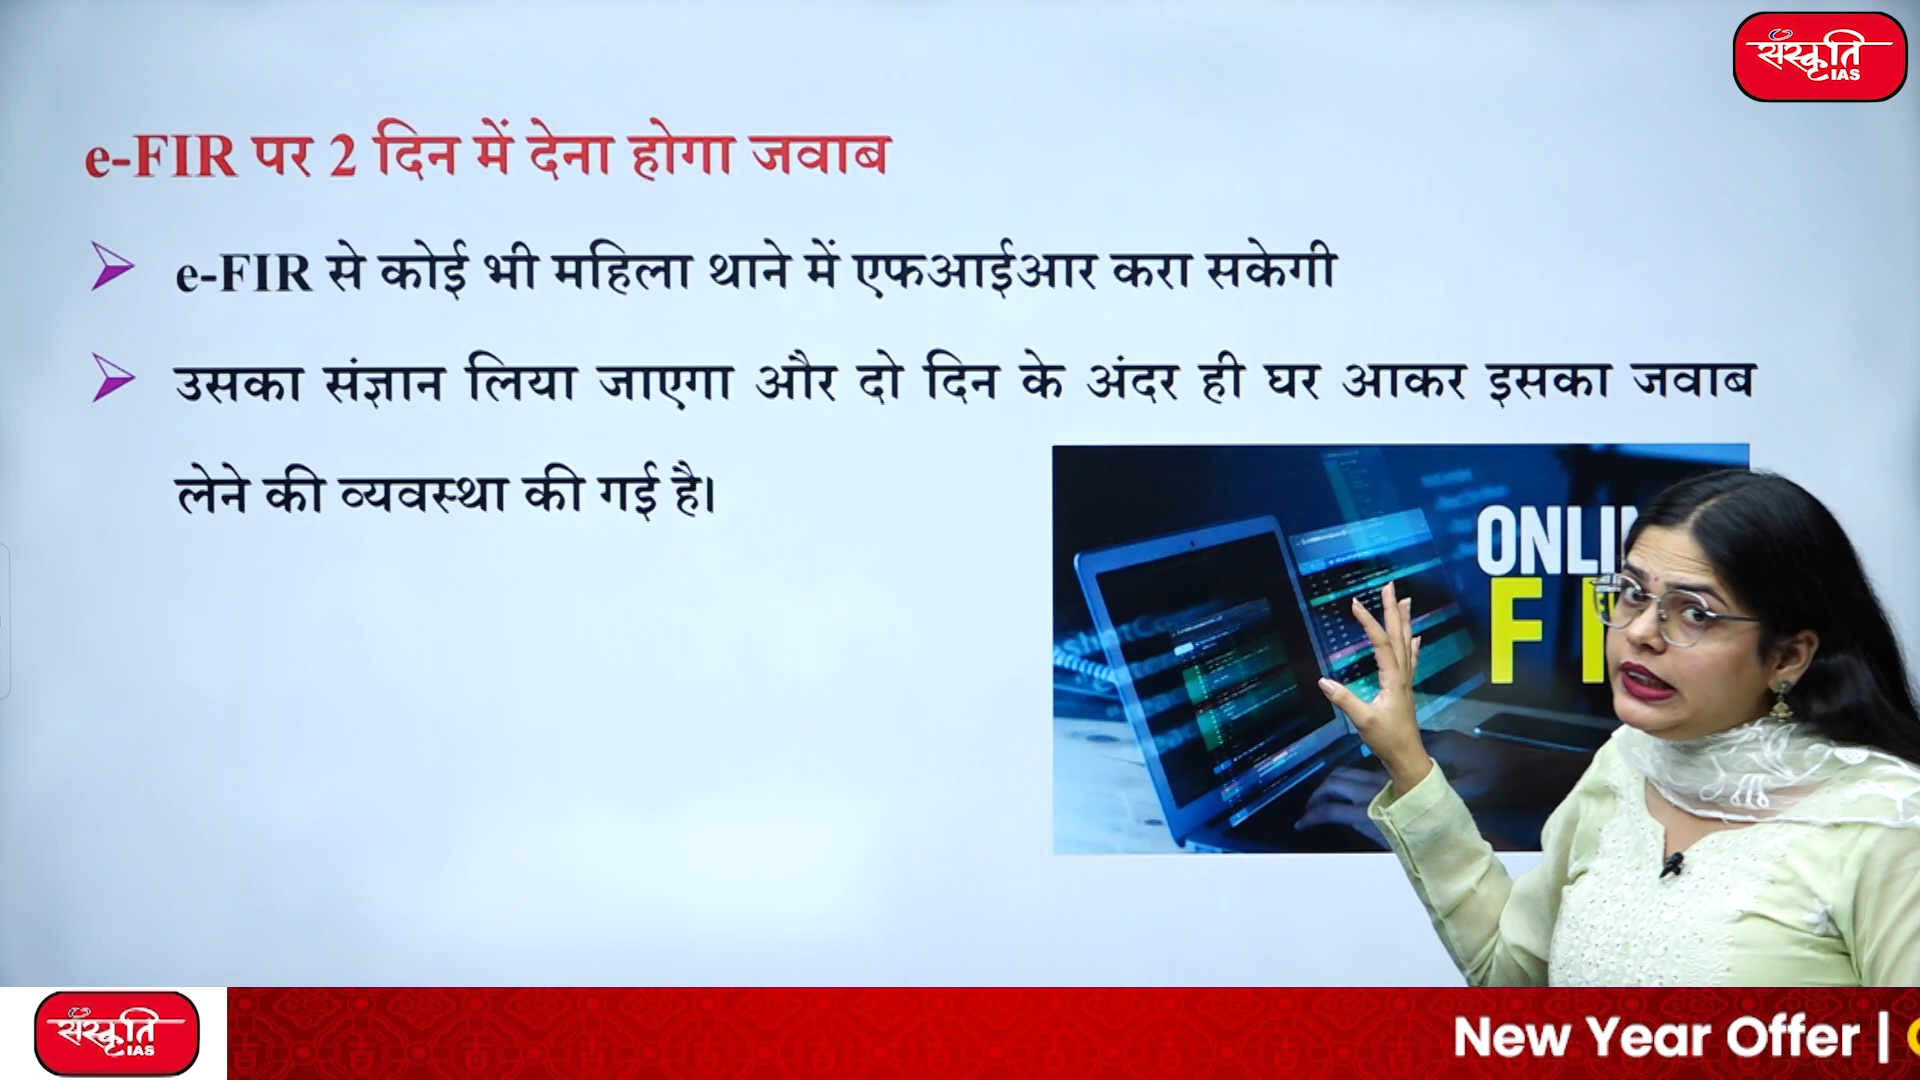 संस्कृति
IAS
e-FIR पर 2 दिन में देना होगा जवाब
e-FIR से कोई भी महिला थाने में एफआईआर करा सकेगी
उसका संज्ञान लिया जाएगा और दो दिन के अंदर ही घर आकर इसका जवाब
लेने की व्यवस्था की गई है।
संस्कृति
IAS
New Year Offer |